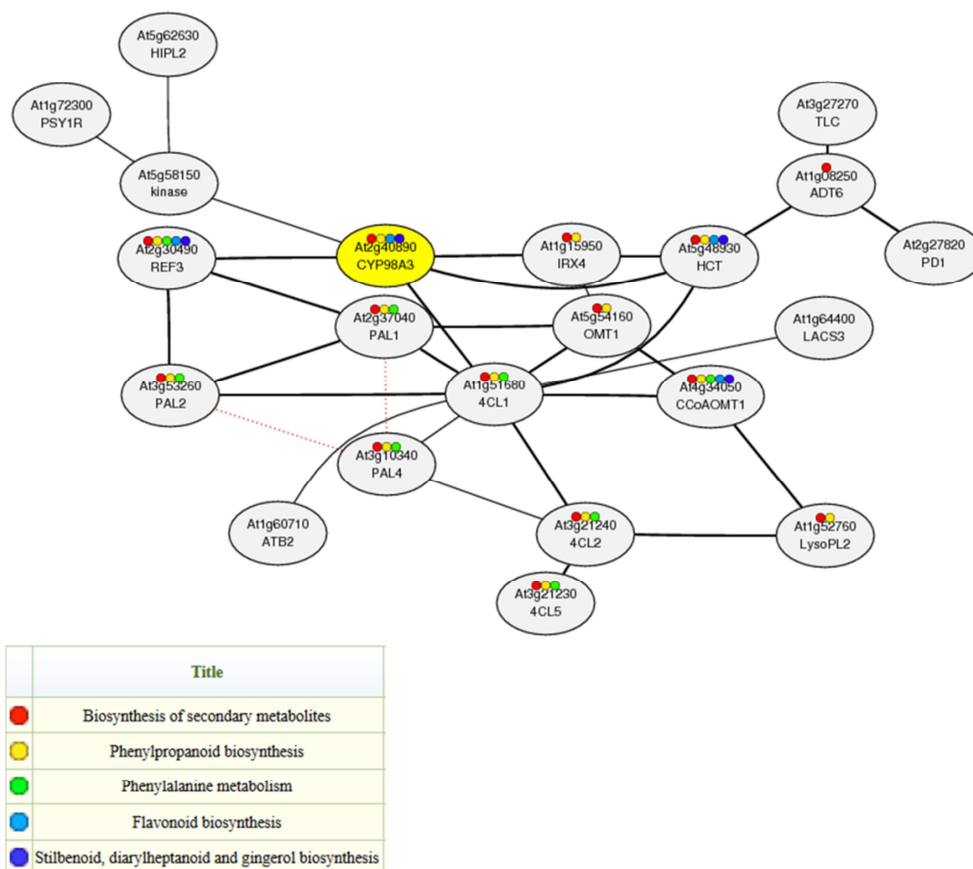 At5g62630
HIPL2
At1g72300
PSY1R
At3g27270
TLC
At5g58150
kinase
At1g08250
ADT6
At2g30490
REF3
At2g40890
CYP98A3
At1g15950
IRX4
At5g48930
HCT
At2g27820
PD1
At2g37040
PAL1
At5g54160
OMT1
At1g64400
LACS3
At3g53260
PAL2
At1g51680
4CL1
At4g34050
CCoAOMT1
At3g10340
PAL4
At1g60710
ATB2
At3g21240
4CL2
At1g52760
LysoPL2
At3g21230
4CL5
Title
Biosynthesis of secondary metabolites
Phenylpropanoid biosynthesis
Phenylalanine metabolism
Flavonoid biosynthesis
Stilbenoid, diarylheptanoid and gingerol biosynthesis